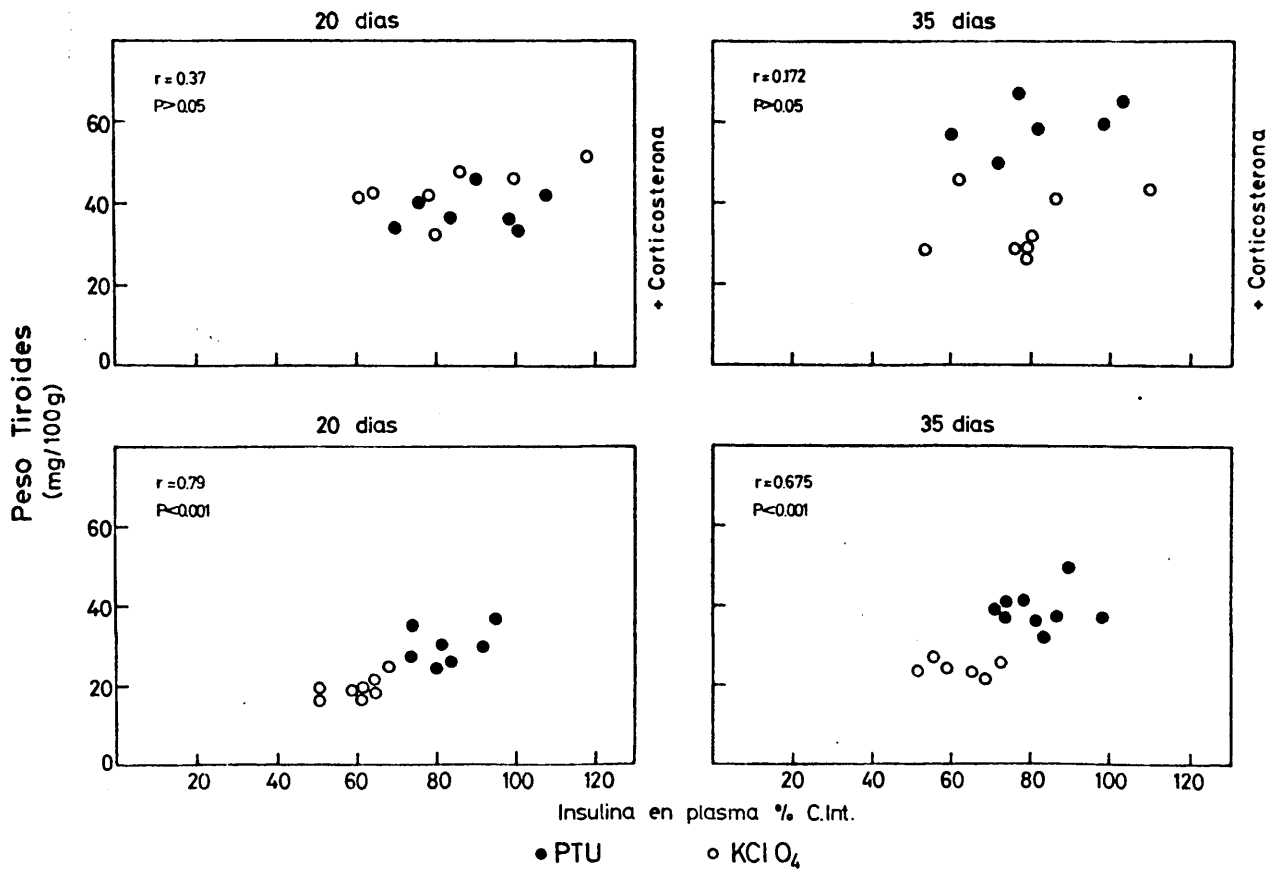 20 dias
35 dias
r = 0.37
P> 0.05
r = 0.172
P> 0.05
60
40
20
0
+ Corticosterona
+ Corticosterona
Peso Tiroides
(mg/100g)
20 dias
35 dias
r = 0.79
P<0.001
r = 0.675
P<0.001
60
40
20
0
20 40 60 80 100 120
20 40 60 80 100 120
Insulina en plasma % C.Int.
● PTU ○ KClO₄